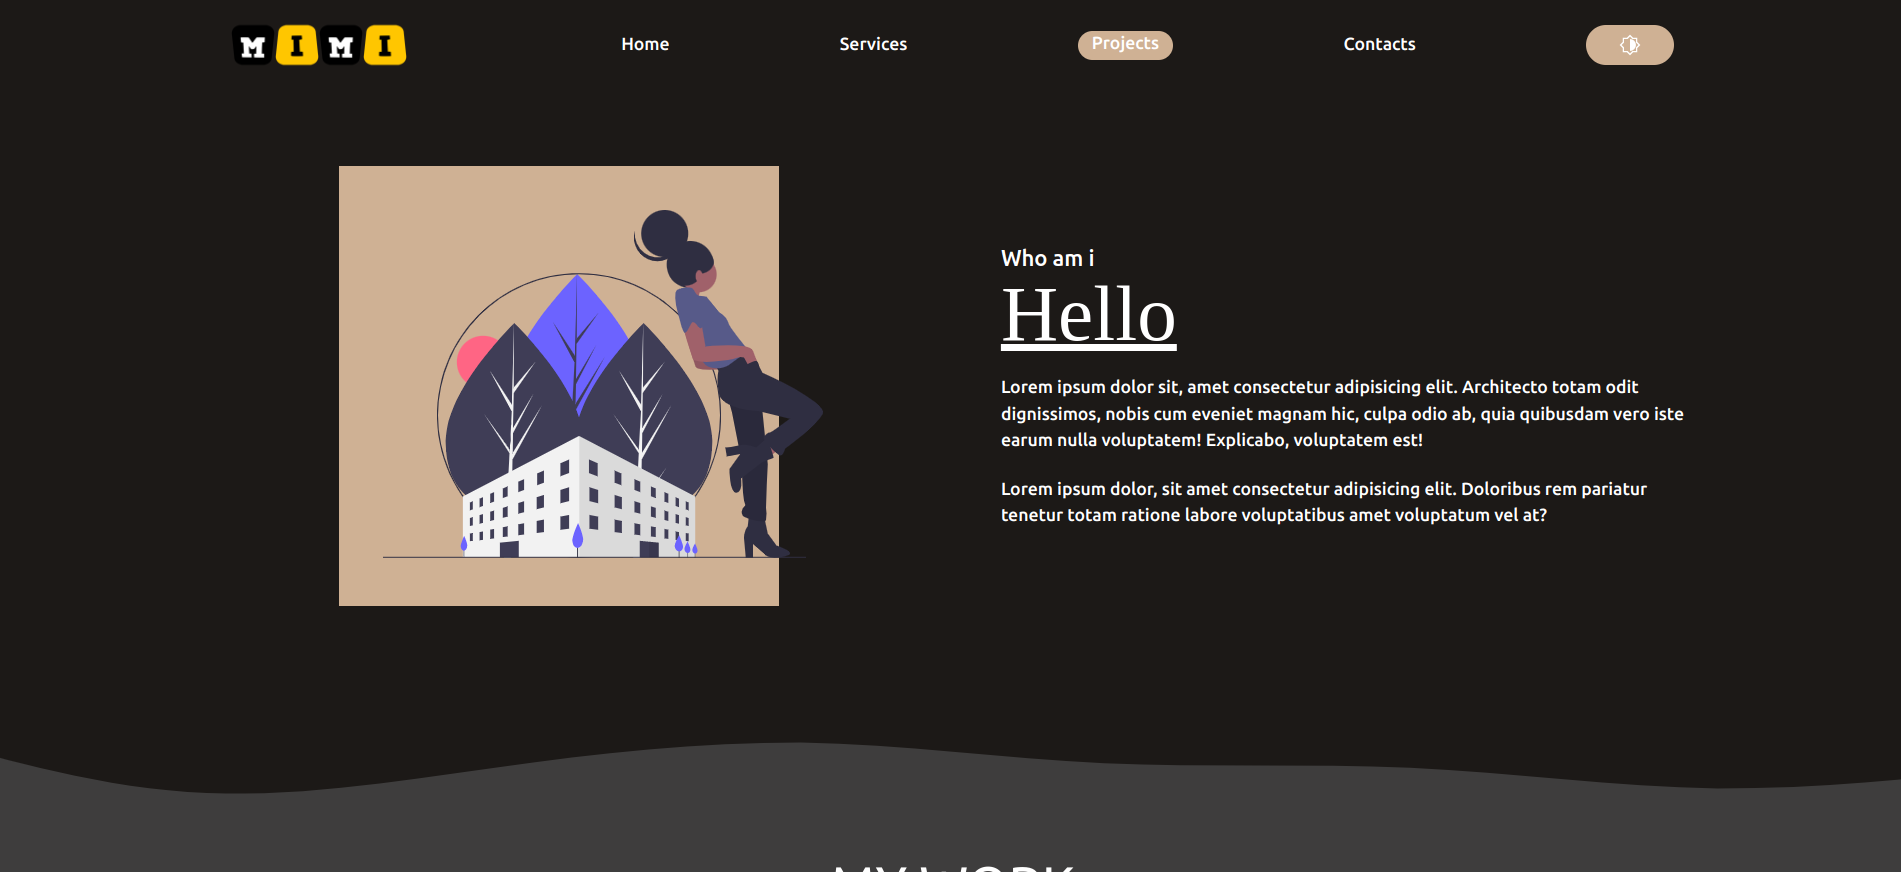 MIMI
Home
Services
Projects
Contacts
Who am i
Hello
Lorem ipsum dolor sit, amet consectetur adipisicing elit. Architecto totam odit
dignissimos, nobis cum eveniet magnam hic, culpa odio ab, quia quibusdam vero iste
earum nulla voluptatem! Explicabo, voluptatem est!
Lorem ipsum dolor, sit amet consectetur adipisicing elit. Doloribus rem pariatur
tenetur totam ratione labore voluptatibus amet voluptatum vel at?
MY WORK